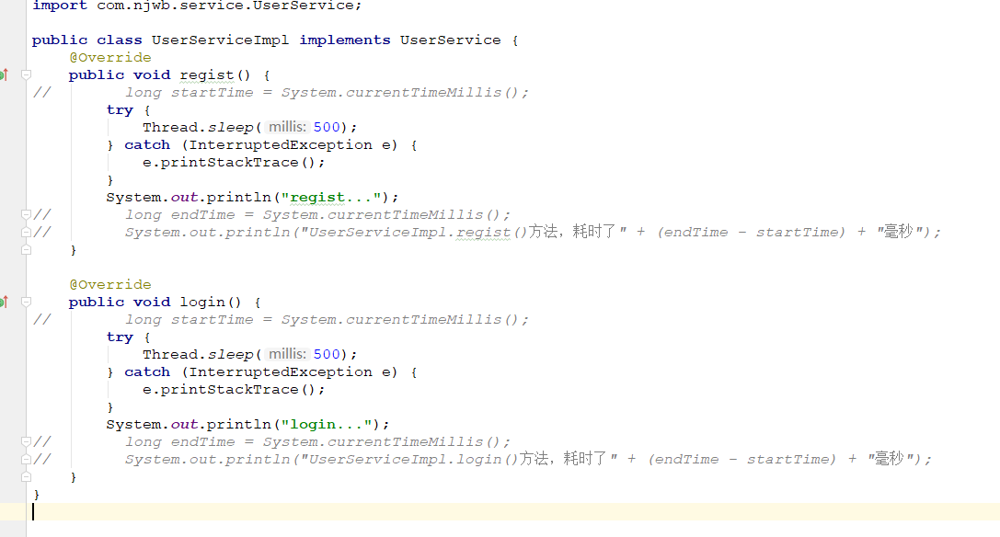 import com.njwb.service.UserService;
public class UserServiceImpl implements UserService {
@Override
public void regist() {
// long startTime = System.currentTimeMillis();
try {
Thread.sleep( millis: 500);
} catch (InterruptedException e) {
e.printStackTrace();
}
System.out.println("regist...");
// long endTime = System.currentTimeMillis();
// System.out.println("UserServiceImpl.regist()方法，耗时了" + (endTime - startTime) + "毫秒");
}
@Override
public void login() {
// long startTime = System.currentTimeMillis();
try {
Thread.sleep( millis: 500);
} catch (InterruptedException e) {
e.printStackTrace();
}
System.out.println("login...");
// long endTime = System.currentTimeMillis();
// System.out.println("UserServiceImpl.login()方法，耗时了" + (endTime - startTime) + "毫秒");
}
}